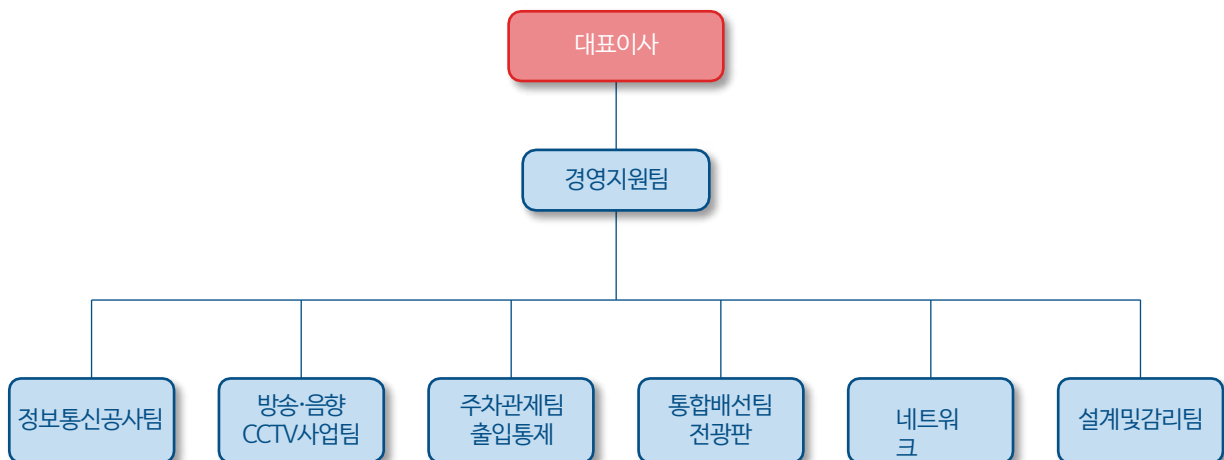 대표이사
경영지원팀
정보통신공사팀
방송·음향
CCTV사업팀
주차관제팀
출입통제
통합배선팀
전광판
네트워
크
설계및감리팀